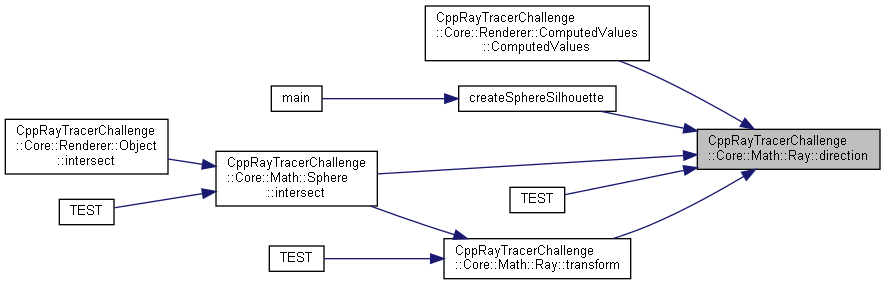 CppRayTracerChallenge
::Core::Renderer::ComputedValues
::ComputedValues
main
createSphereSilhouette
CppRayTracerChallenge
::Core::Renderer::Object
::intersect
CppRayTracerChallenge
::Core::Math::Ray::direction
CppRayTracerChallenge
::Core::Math::Sphere
::intersect
TEST
TEST
CppRayTracerChallenge
::Core::Math::Ray::transform
TEST